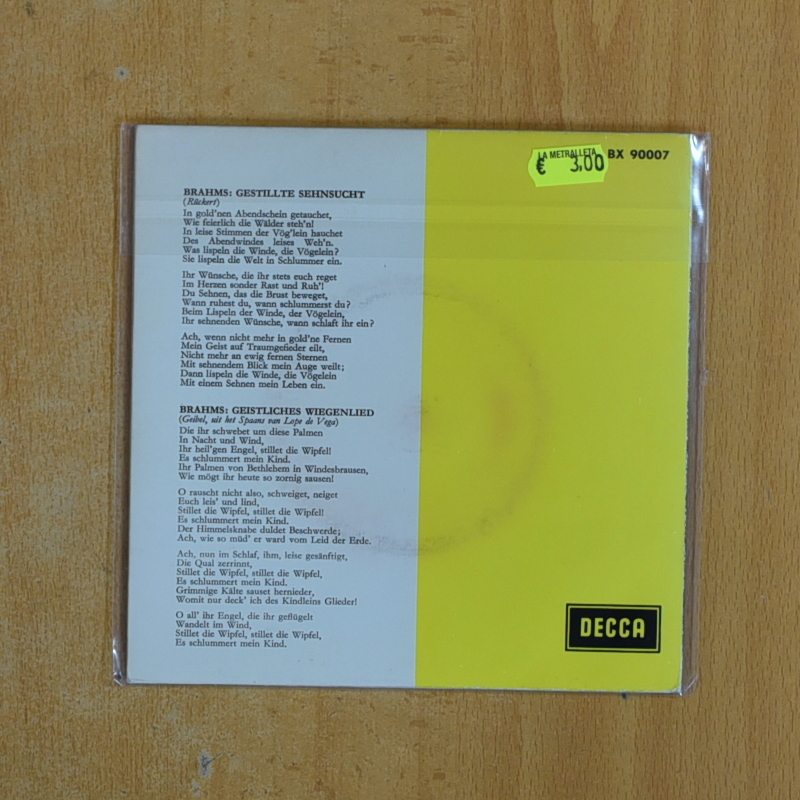 LA METRALLETA
€ 3,00
BX 90007
BRAHMS: GESTILLTE SEHNSUCHT
(Rückert)
In gold'nen Abendschein getauchet,
Wie feierlich die Wälder steh'n!
In leise Stimmen der Vög'lein hauchet
Des Abendwindes leises Weh'n.
Was lispeln die Winde, die Vögelein?
Sie lispeln die Welt in Schlummer ein.
Ihr Wünsche, die ihr stets euch reget
Im Herzen sonder Rast und Ruh'!
Du Sehnen, das die Brust beweget,
Wann ruhest du, wann schlummerst du?
Beim Lispeln der Winde, der Vögelein,
Ihr sehnenden Wünsche, wann schlaft ihr ein?
Ach, wenn nicht mehr in gold'ne Fernen
Mein Geist auf Traumgefieder eilt,
Nicht mehr an ewig fernen Sternen
Mit sehnendem Blick mein Auge weilt;
Dann lispeln die Winde, die Vögelein
Mit einem Sehnen mein Leben ein.
BRAHMS: GEISTLICHES WIEGENLIED
(Geibel, uit het Spaans van Lope de Vega)
Die ihr schwebet um diese Palmen
In Nacht und Wind,
Ihr heil'gen Engel, stillet die Wipfel!
Es schlummert mein Kind.
Ihr Palmen von Bethlehem in Windesbrausen,
Wie mögt ihr heute so zornig sausen!
O rauscht nicht also, schweiget, neiget
Euch leis' und lind,
Stillet die Wipfel, stillet die Wipfel!
Es schlummert mein Kind.
Der Himmelsknabe duldet Beschwerde;
Ach, wie so müd' er ward vom Leid der Erde.
Ach, nun im Schlaf, ihm, leise gesänftigt,
Die Qual zerrinnt,
Stillet die Wipfel, stillet die Wipfel,
Es schlummert mein Kind.
Grimmige Kälte sauset hernieder,
Womit nur deck' ich des Kindleins Glieder!
O all' ihr Engel, die ihr geflügelt
Wandelt im Wind,
Stillet die Wipfel, stillet die Wipfel,
Es schlummert mein Kind.
DECCA